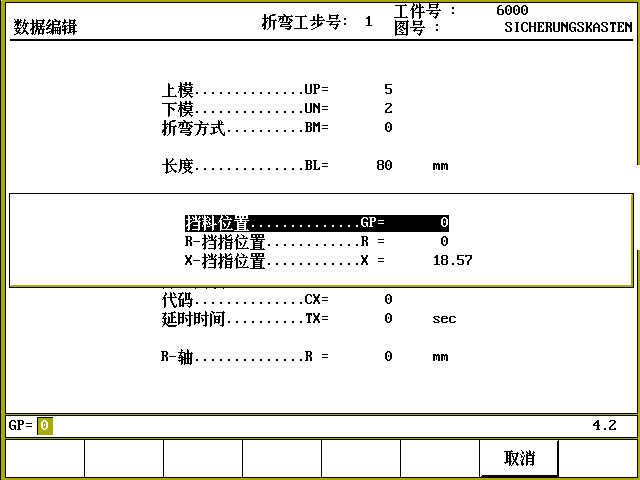 数据编辑 折弯工步号: 1 工件号 : 6000
图号 : SICHERUNGSKASTEN
上模..............UP= 5
下模..............UN= 2
折弯方式..........BM= 0
长度..............BL= 80 mm
挡料位置..............GP= 0
R-挡指位置............R = 0
X-挡指位置............X = 18.57
代码..............CX= 0
延时时间..........TX= 0 sec
R-轴..............R = 0 mm
GP= 0 4.2
取消